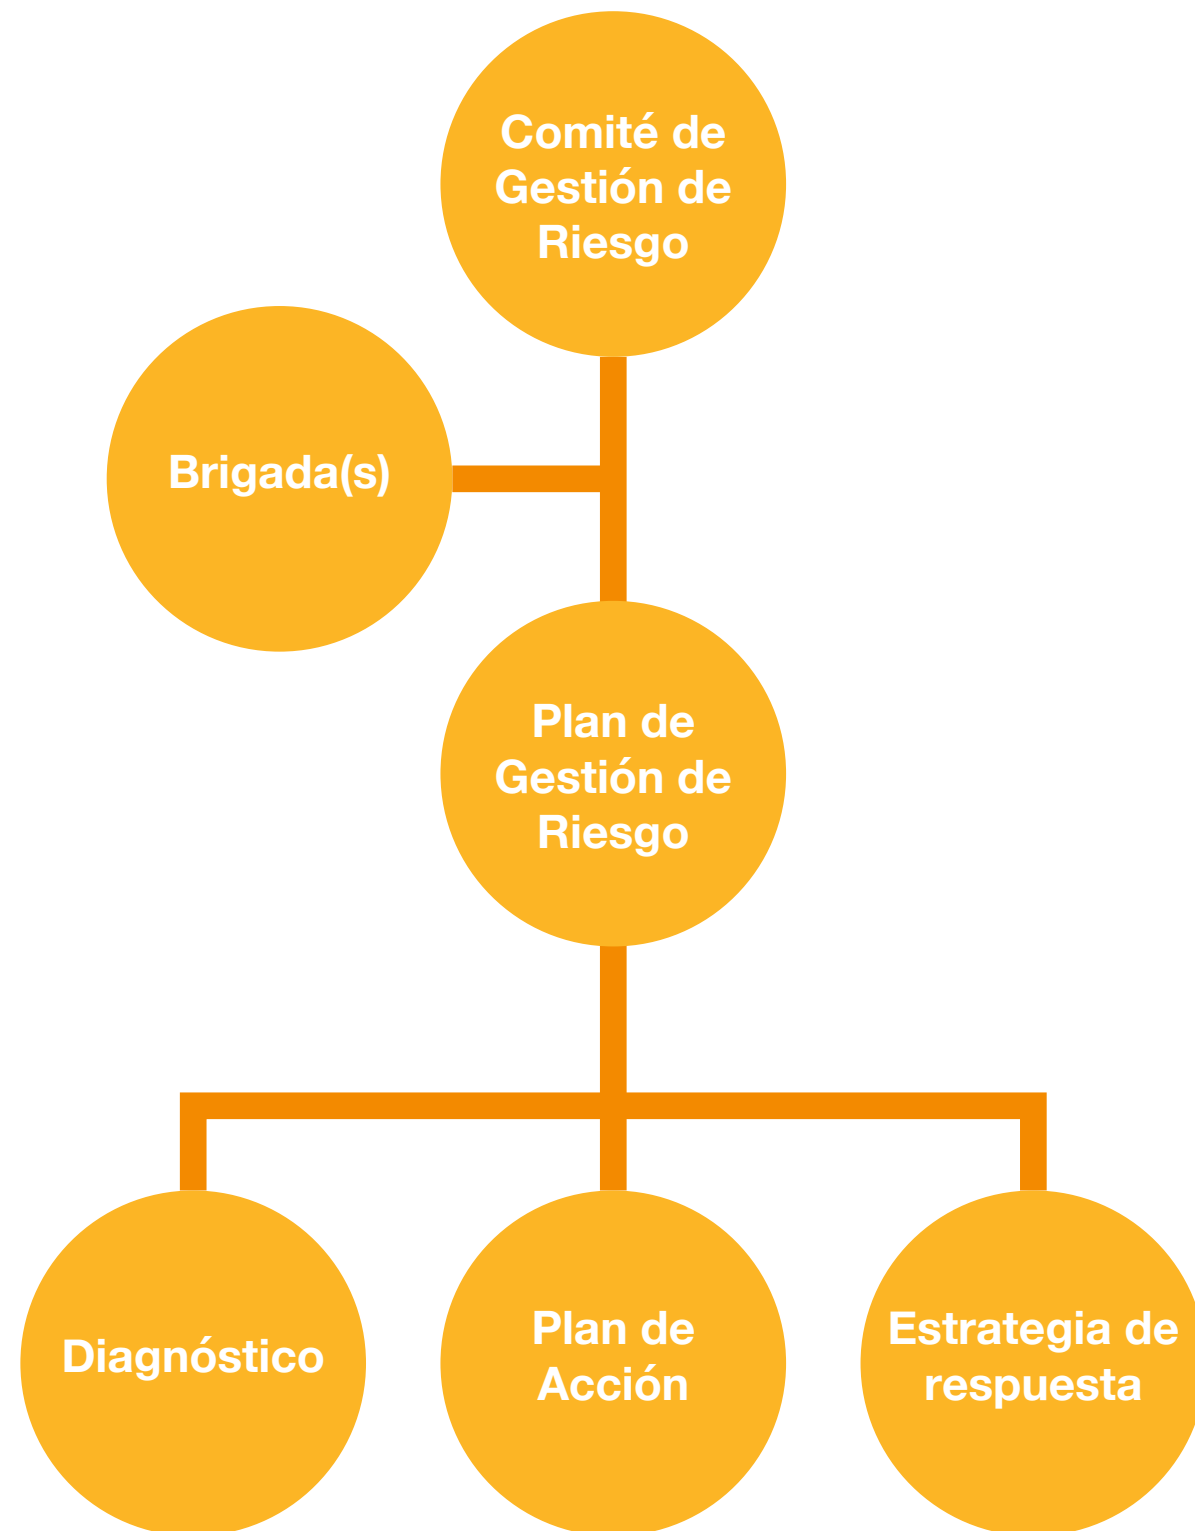 Comité de
Gestión de
Riesgo
Brigada(s)
Plan de
Gestión de
Riesgo
Diagnóstico
Plan de
Acción
Estrategia de
respuesta